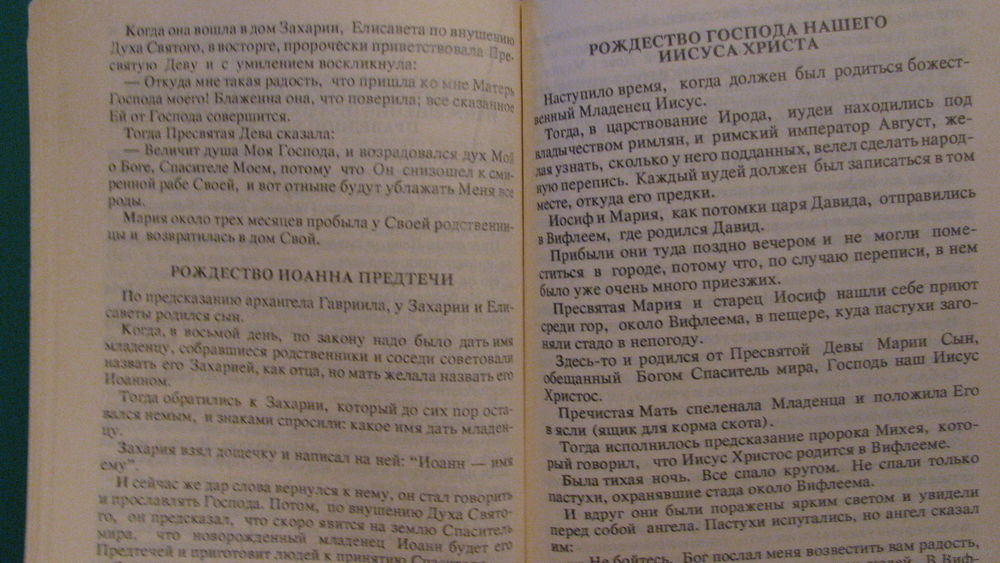 Когда она вошла в дом Захарии, Елисавета по внушению
Духа Святого, в восторге, пророчески приветствовала Пре-
святую Деву и с умилением воскликнула:
— Откуда мне такая радость, что пришла ко мне Матерь
Господа моего! Блаженна она, что поверила; все сказанное
Ей от Господа совершится.
Тогда Пресвятая Дева сказала:
— Величит душа Моя Господа, и возрадовался дух Мой
о Боге, Спасителе Моем, потому что Он снизошел к сми-
ренной рабе Своей, и вот отныне будут ублажать Меня все
роды.
Мария около трех месяцев пробыла у Своей родственни-
цы и возвратилась в дом Свой.
РОЖДЕСТВО ИОАННА ПРЕДТЕЧИ
По предсказанию архангела Гавриила, у Захарии и Ели-
саветы родился сын.
Когда, в восьмой день, по закону надо было дать имя
младенцу, собравшиеся родственники и соседи советовали
назвать его Захарией, как отца, но мать желала назвать его
Иоанном.
Тогда обратились к Захарии, который до сих пор оста-
вался немым, и знаками спросили: какое имя дать младен-
цу.
Захария взял дощечку и написал на ней: “Иоанн — имя
ему”.
И сейчас же дар слова вернулся к нему, он стал говорить
и прославлять Господа. Потом, по внушению Духа Свято-
го, он предсказал, что скоро явится на землю Спаситель
мира, что новорожденный младенец Иоанн будет его
Предтечей и приготовит людей к принятию Спасителя.
РОЖДЕСТВО ГОСПОДА НАШЕГО
ИИСУСА ХРИСТА
Наступило время, когда должен был родиться божест-
венный Младенец Иисус.
Тогда, в царствование Ирода, иудеи находились под
владычеством римлян, и римский император Август, же-
лая узнать, сколько у него подданных, велел сделать народ-
ную перепись. Каждый иудей должен был записаться в том
месте, откуда его предки.
Иосиф и Мария, как потомки царя Давида, отправились
в Вифлеем, где родился Давид.
Прибыли они туда поздно вечером и не могли поме-
ститься в городе, потому что, по случаю переписи, в нем
было уже очень много приезжих.
Пресвятая Мария и старец Иосиф нашли себе приют
среди гор, около Вифлеема, в пещере, куда пастухи заго-
няли стадо в непогоду.
Здесь-то и родился от Пресвятой Девы Марии Сын,
обещанный Богом Спаситель мира, Господь наш Иисус
Христос.
Пречистая Мать спеленала Младенца и положила Его
в ясли (ящик для корма скота).
Тогда исполнилось предсказание пророка Михея, кото-
рый говорил, что Иисус Христос родится в Вифлееме.
Была тихая ночь. Все спало кругом. Не спали только
пастухи, охранявшие стада около Вифлеема.
И вдруг они были поражены ярким светом и увидели
перед собой ангела. Пастухи испугались, но ангел сказал
им:
— Не бойтесь, Бог послал меня возвестить вам радость,
людей. В Виф-